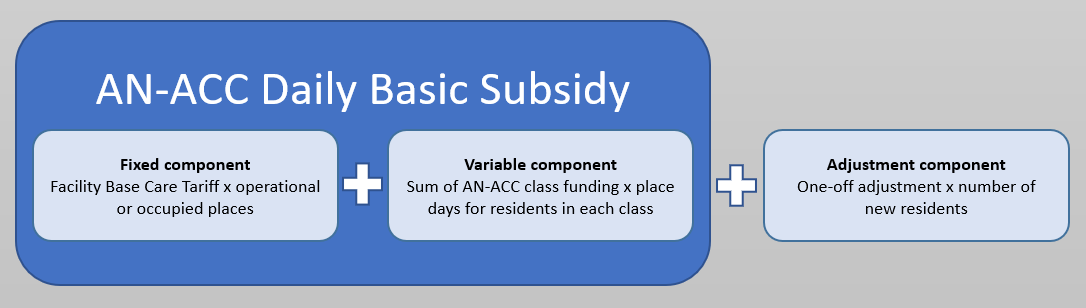 AN-ACC Daily Basic Subsidy
Fixed component
Facility Base Care Tariff x operational
or occupied places
Variable component
Sum of AN-ACC class funding x place
days for residents in each class
Adjustment component
One-off adjustment x number of
new residents